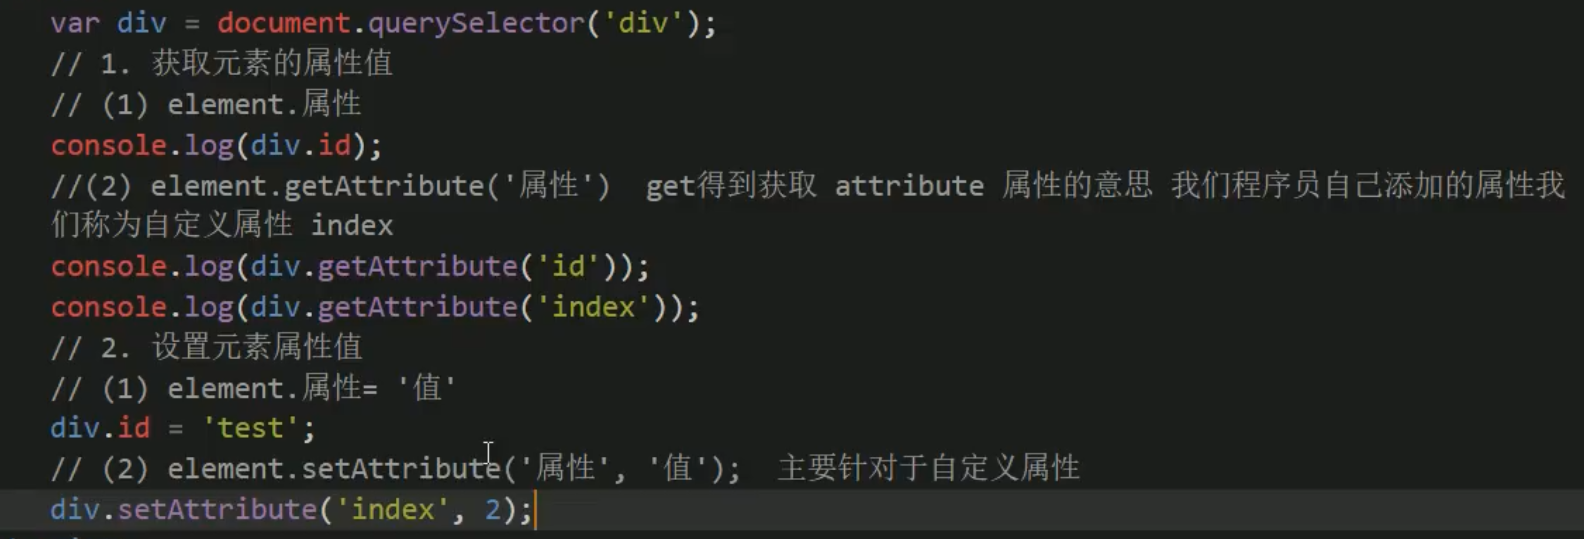 var div = document.querySelector('div');
// 1. 获取元素的属性值
// (1) element.属性
console.log(div.id);
//(2) element.getAttribute('属性')  get得到获取 attribute 属性的意思 我们程序员自己添加的属性我
们称为自定义属性 index
console.log(div.getAttribute('id'));
console.log(div.getAttribute('index'));
// 2. 设置元素属性值
// (1) element.属性= '值'
div.id = 'test';
// (2) element.setAttribute('属性', '值');  主要针对于自定义属性
div.setAttribute('index', 2);